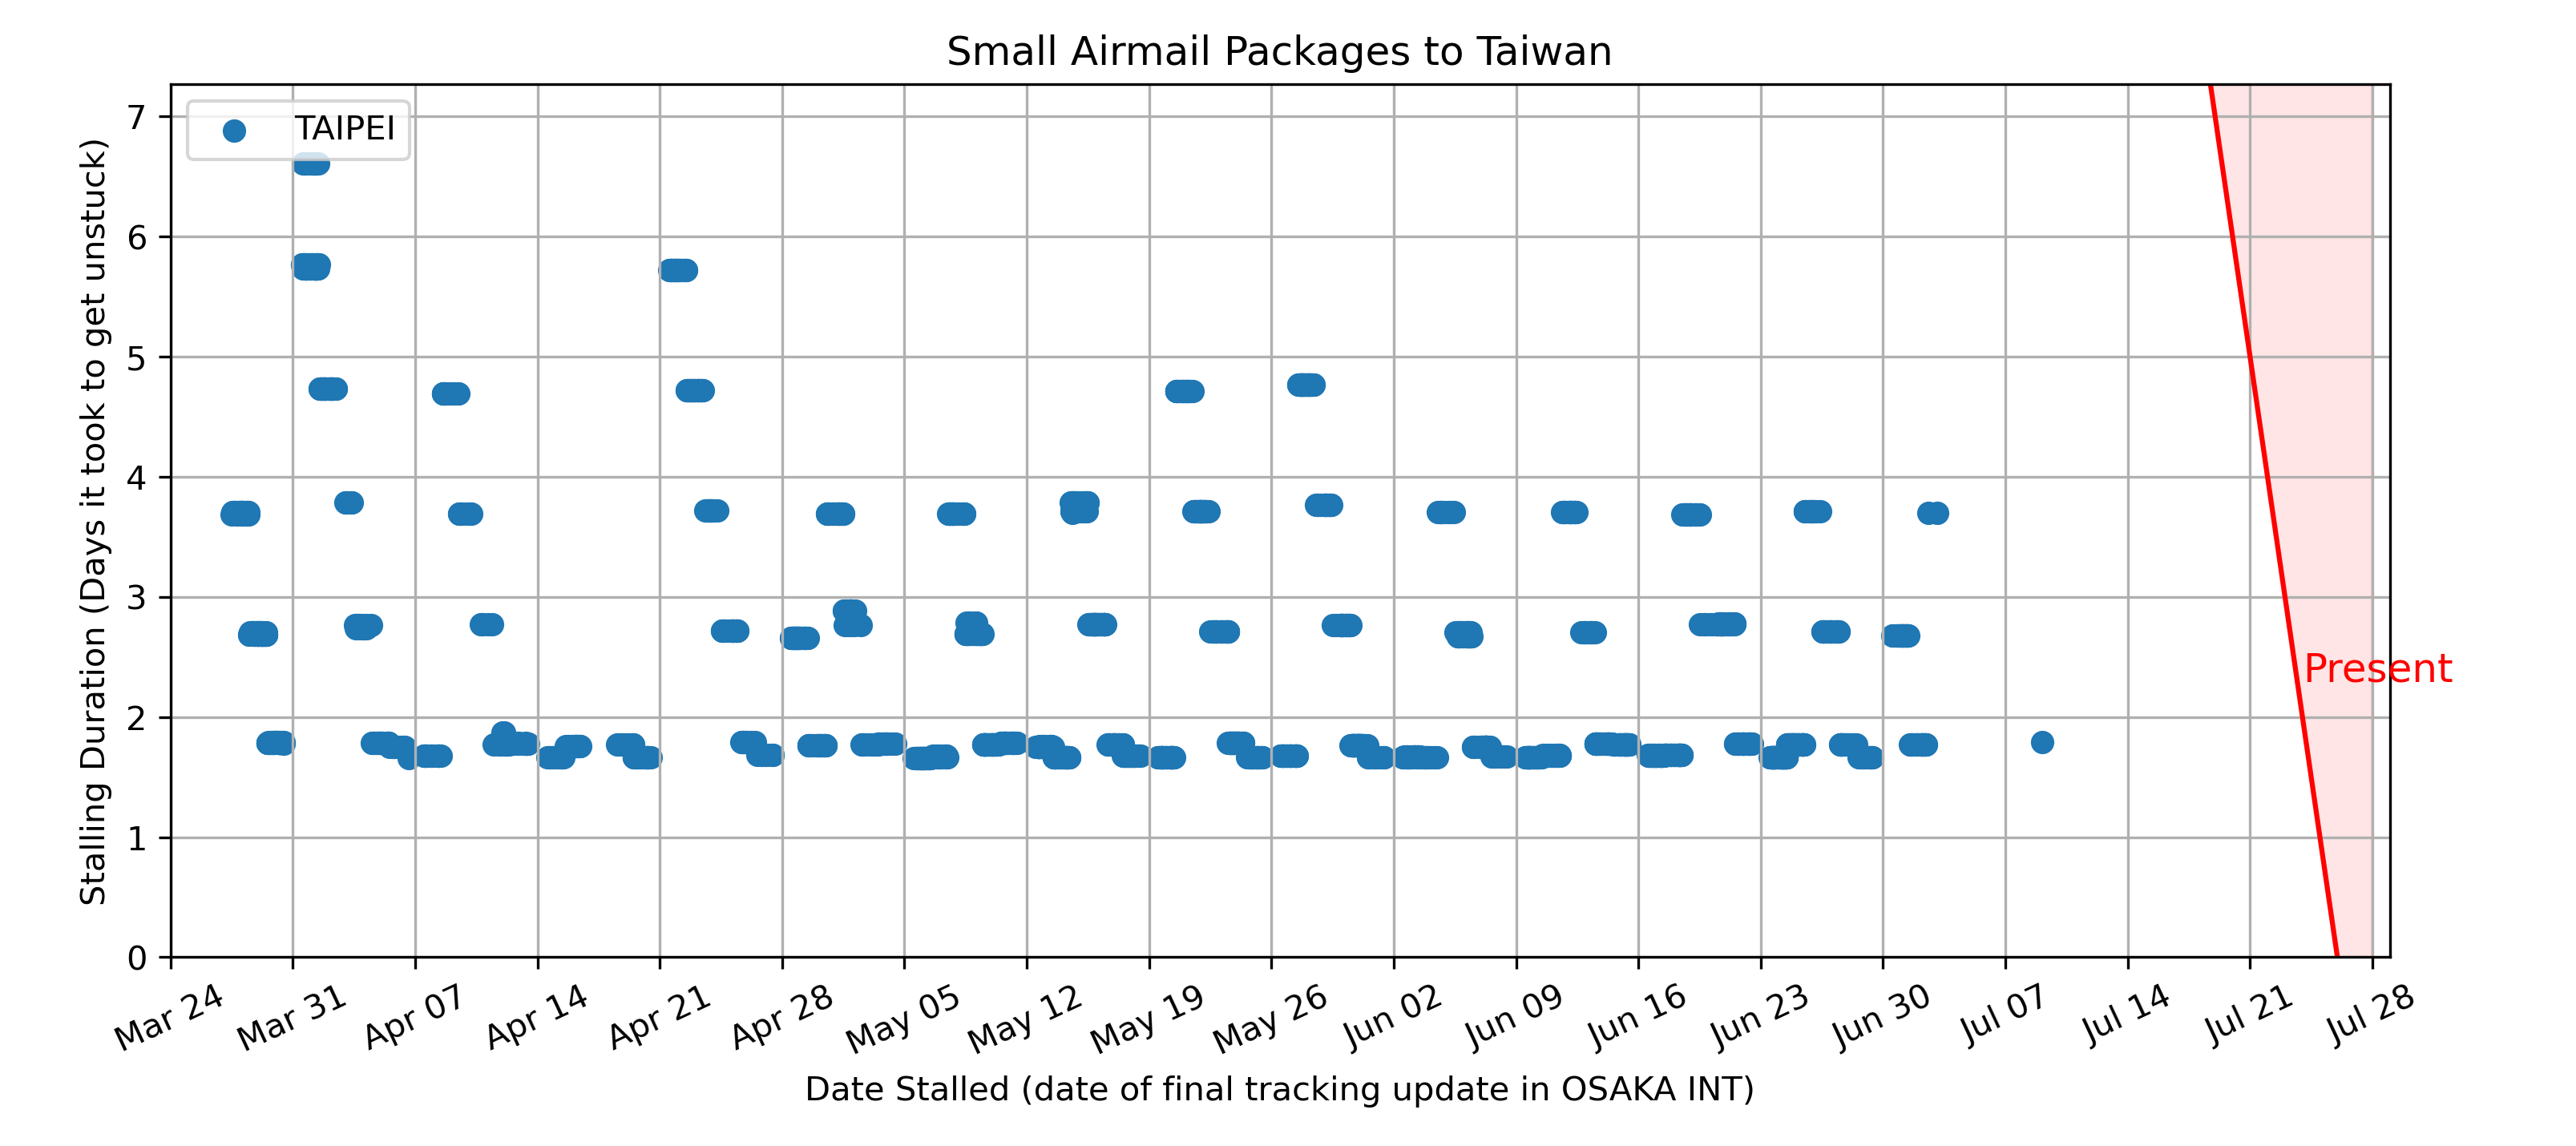 Small Airmail Packages to Taiwan
TAIPEI
Stalling Duration (Days it took to get unstuck)
7
6
5
4
3
2
1
0
Present
Mar 24 Mar 31 Apr 07 Apr 14 Apr 21 Apr 28 May 05 May 12 May 19 May 26 Jun 02 Jun 09 Jun 16 Jun 23 Jun 30 Jul 07 Jul 14 Jul 21 Jul 28
Date Stalled (date of final tracking update in OSAKA INT)